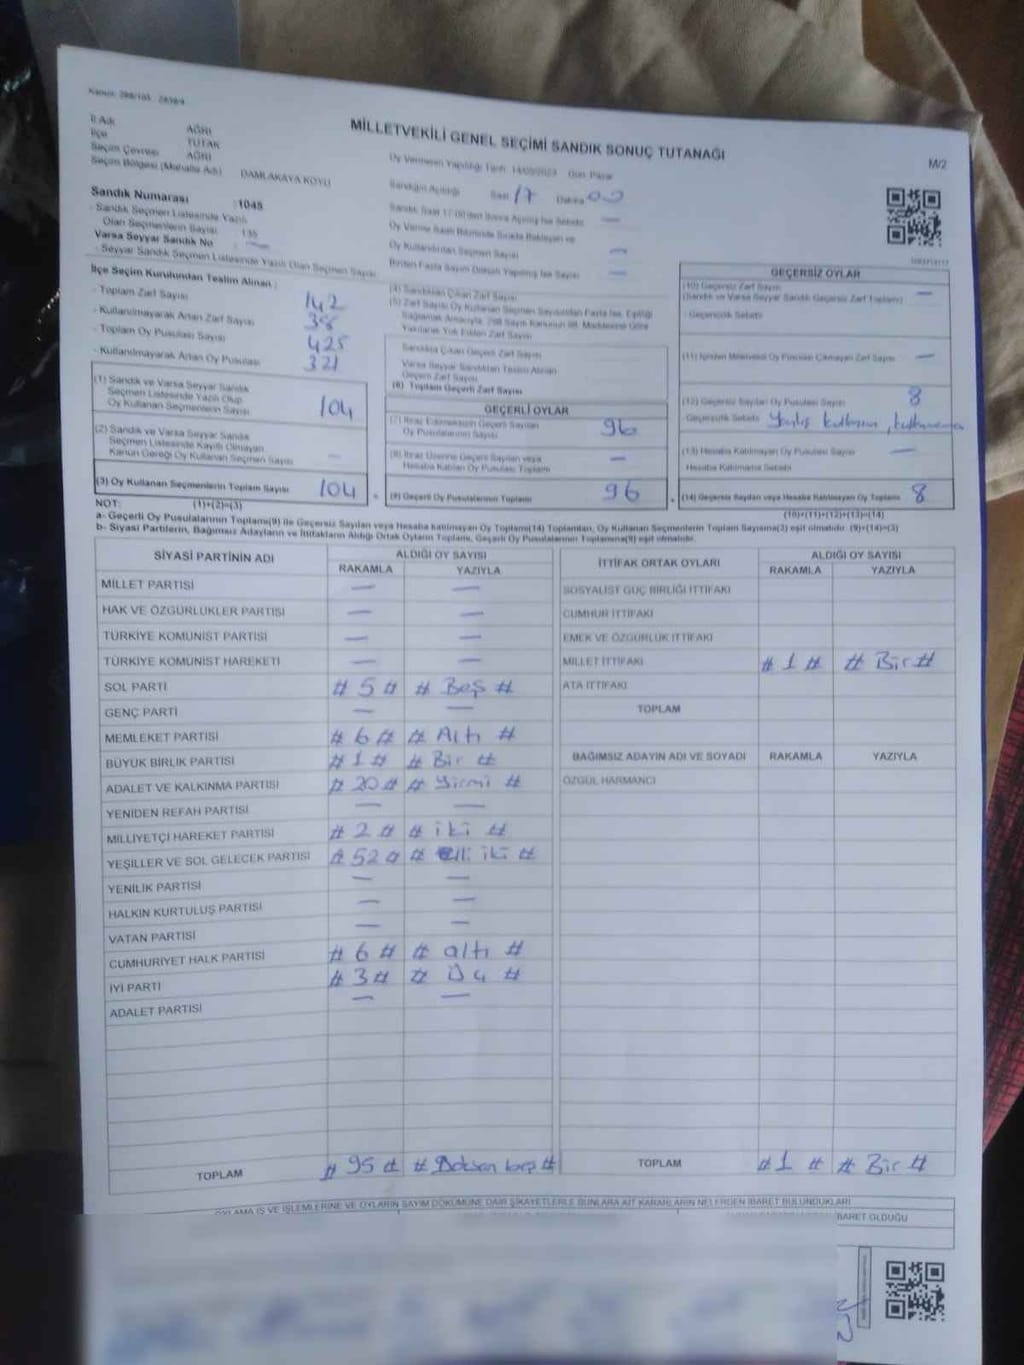 Kanun: 298/105 - 2839/4
İl Adı AĞRI
İlçe TUTAK
Seçim Çevresi AĞRI
Seçim Bölgesi (Mahalle Adı) DAMLAKAYA KÖYÜ
MİLLETVEKİLİ GENEL SEÇİMİ SANDIK SONUÇ TUTANAĞI
M/2
Oy Vermenin Yapıldığı Tarih: 14/05/2023 Gün: Pazar
Sandığın Açıldığı Saat 17 Dakika 00
Sandık Saat 17:00'den Sonra Açılmış İse Sebebi —
Oy Verme Saati Bitiminde Sırada Bekleyen ve
Oy Kullandırılan Seçmen Sayısı —
Birden Fazla Sayım Döküm Yapılmış İse Sayısı —
Sandık Numarası :1045
- Sandık Seçmen Listesinde Yazılı
Olan Seçmenlerin Sayısı : 135
Varsa Seyyar Sandık No : —
- Seyyar Sandık Seçmen Listesinde Yazılı Olan Seçmen Sayısı
İlçe Seçim Kurulundan Teslim Alınan :
- Toplam Zarf Sayısı 142
- Kullanılmayarak Artan Zarf Sayısı 38
- Toplam Oy Pusulası Sayısı 425
- Kullanılmayarak Artan Oy Pusulası 321
(1) Sandık ve Varsa Seyyar Sandık
Seçmen Listesinde Yazılı Olup
Oy Kullanan Seçmenlerin Sayısı 104
(2) Sandık ve Varsa Seyyar Sandık
Seçmen Listesinde Kayıtlı Olmayan
Kanun Gereği Oy Kullanan Seçmen Sayısı —
(3) Oy Kullanan Seçmenlerin Toplam Sayısı 104
(4) Sandıktan Çıkan Zarf Sayısı
(5) Zarf Sayısı Oy Kullanan Seçmen Sayısından Fazla İse, Eşitliği
Sağlamak Amacıyla, 298 Sayılı Kanunun 98. Maddesine Göre
Yakılarak Yok Edilen Zarf Sayısı
Sandıkta Çıkan Geçerli Zarf Sayısı
Varsa Seyyar Sandıktan Teslim Alınan
Geçerli Zarf Sayısı
(6) Toplam Geçerli Zarf Sayısı
GEÇERLİ OYLAR
(7) İtiraz Edilmeksizin Geçerli Sayılan
Oy Pusulalarının Sayısı 96
(8) İtiraz Üzerine Geçerli Sayılan veya
Hesaba Katılan Oy Pusulası Toplamı —
(9) Geçerli Oy Pusulalarının Toplamı 96
GEÇERSİZ OYLAR
(10) Geçersiz Zarf Sayısı —
(Sandık ve Varsa Seyyar Sandık Geçersiz Zarf Toplamı)
Geçersizlik Sebebi
(11) İçinden Milletvekili Oy Pusulası Çıkmayan Zarf Sayısı —
(12) Geçersiz Sayılan Oy Pusulası Sayısı 8
Geçersizlik Sebebi Yanlış
(13) Hesaba Katılmayan Oy Pusulası Sayısı —
Hesaba Katılmama Sebebi
(14) Geçersiz Sayılan veya Hesaba Katılmayan Oy Toplamı 8
NOT: (1)+(2)=(3)
(10)+(11)+(12)+(13)=(14)
a- Geçerli Oy Pusulalarının Toplamı(9) ile Geçersiz Sayılan veya Hesaba Katılmayan Oy Toplamı(14) Toplamları, Oy Kullanan Seçmenlerin Toplam Sayısına(3) eşit olmalıdır. (9)+(14)=(3)
b- Siyasi Partilerin, Bağımsız Adayların ve İttifakların Aldığı Ortak Oyların Toplamı, Geçerli Oy Pusulalarının Toplamına(9) eşit olmalıdır.
SİYASİ PARTİNİN ADI ALDIĞI OY SAYISI
RAKAMLA YAZIYLA
MİLLET PARTİSİ — —
HAK VE ÖZGÜRLÜKLER PARTİSİ — —
TÜRKİYE KOMÜNİST PARTİSİ — —
TÜRKİYE KOMÜNİST HAREKETİ — —
SOL PARTİ # 5 # # Beş #
GENÇ PARTİ — —
MEMLEKET PARTİSİ # 6 # # Altı #
BÜYÜK BİRLİK PARTİSİ # 1 # # Bir #
ADALET VE KALKINMA PARTİSİ # 20 # # Yirmi #
YENİDEN REFAH PARTİSİ — —
MİLLİYETÇİ HAREKET PARTİSİ # 2 # # iki #
YEŞİLLER VE SOL GELECEK PARTİSİ # 52 # # elli iki #
YENİLİK PARTİSİ — —
HALKIN KURTULUŞ PARTİSİ — —
VATAN PARTİSİ — —
CUMHURİYET HALK PARTİSİ # 6 # # altı #
İYİ PARTİ # 3 # # Üç #
ADALET PARTİSİ — —
TOPLAM # 95 # # Doksan beş #
İTTİFAK ORTAK OYLARI ALDIĞI OY SAYISI
RAKAMLA YAZIYLA
SOSYALİST GÜÇ BİRLİĞİ İTTİFAKI
CUMHUR İTTİFAKI
EMEK VE ÖZGÜRLÜK İTTİFAKI
MİLLET İTTİFAKI # 1 # # Bir #
ATA İTTİFAKI
TOPLAM
BAĞIMSIZ ADAYIN ADI VE SOYADI RAKAMLA YAZIYLA
ÖZGÜL HARMANCI
TOPLAM # 1 # # Bir #
OYLAMA İŞ VE İŞLEMLERİNE VE OYLARIN SAYIM DÖKÜMÜNE DAİR ŞİKAYETLERLE BUNLARA AİT KARARLARIN NELERDEN İBARET BULUNDUKLARI
BARET OLDUĞU